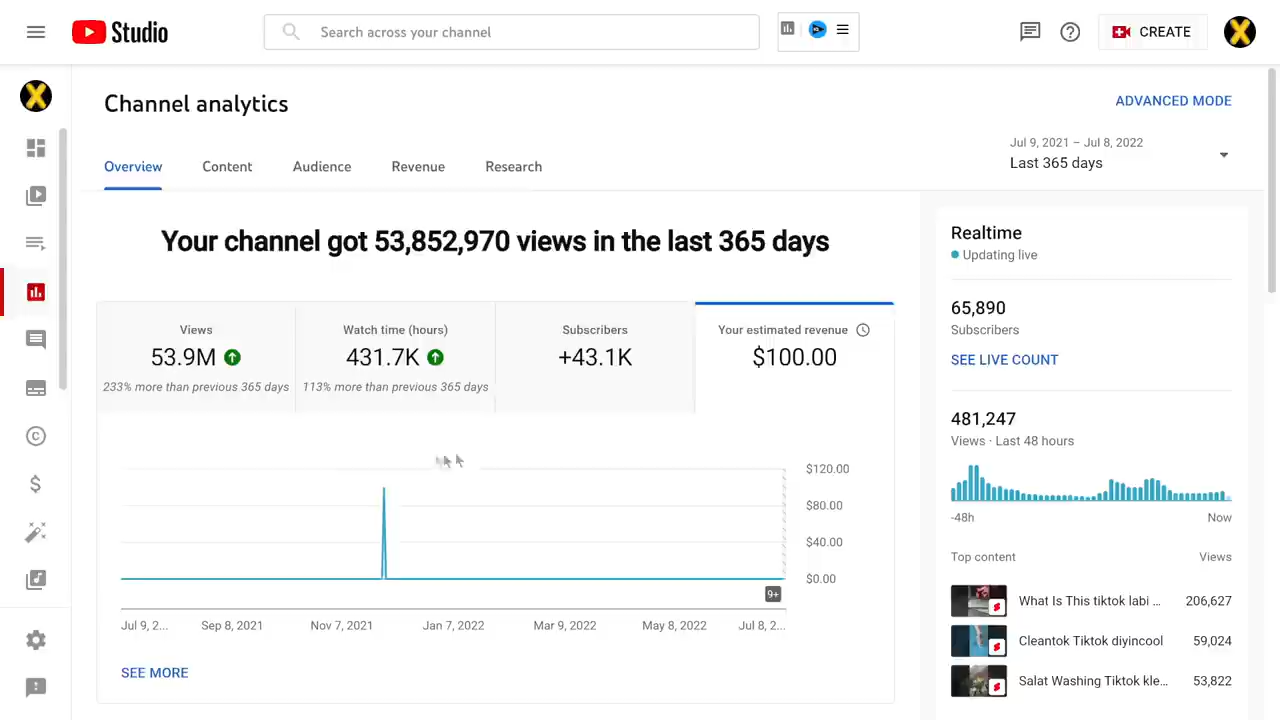 Studio
Search across your channel
CREATE
Channel analytics
ADVANCED MODE
Jul 9, 2021 – Jul 8, 2022
Last 365 days
Overview
Content
Audience
Revenue
Research
Your channel got 53,852,970 views in the last 365 days
Views
53.9M
233% more than previous 365 days
Watch time (hours)
431.7K
113% more than previous 365 days
Subscribers
+43.1K
Your estimated revenue
$100.00
$120.00
$80.00
$40.00
$0.00
9+
Jul 9, 2...
Sep 8, 2021
Nov 7, 2021
Jan 7, 2022
Mar 9, 2022
May 8, 2022
Jul 8, 2...
SEE MORE
Realtime
Updating live
65,890
Subscribers
SEE LIVE COUNT
481,247
Views · Last 48 hours
-48h
Now
Top content
Views
What Is This tiktok labi ...
206,627
Cleantok Tiktok diyincool
59,024
Salat Washing Tiktok kle...
53,822